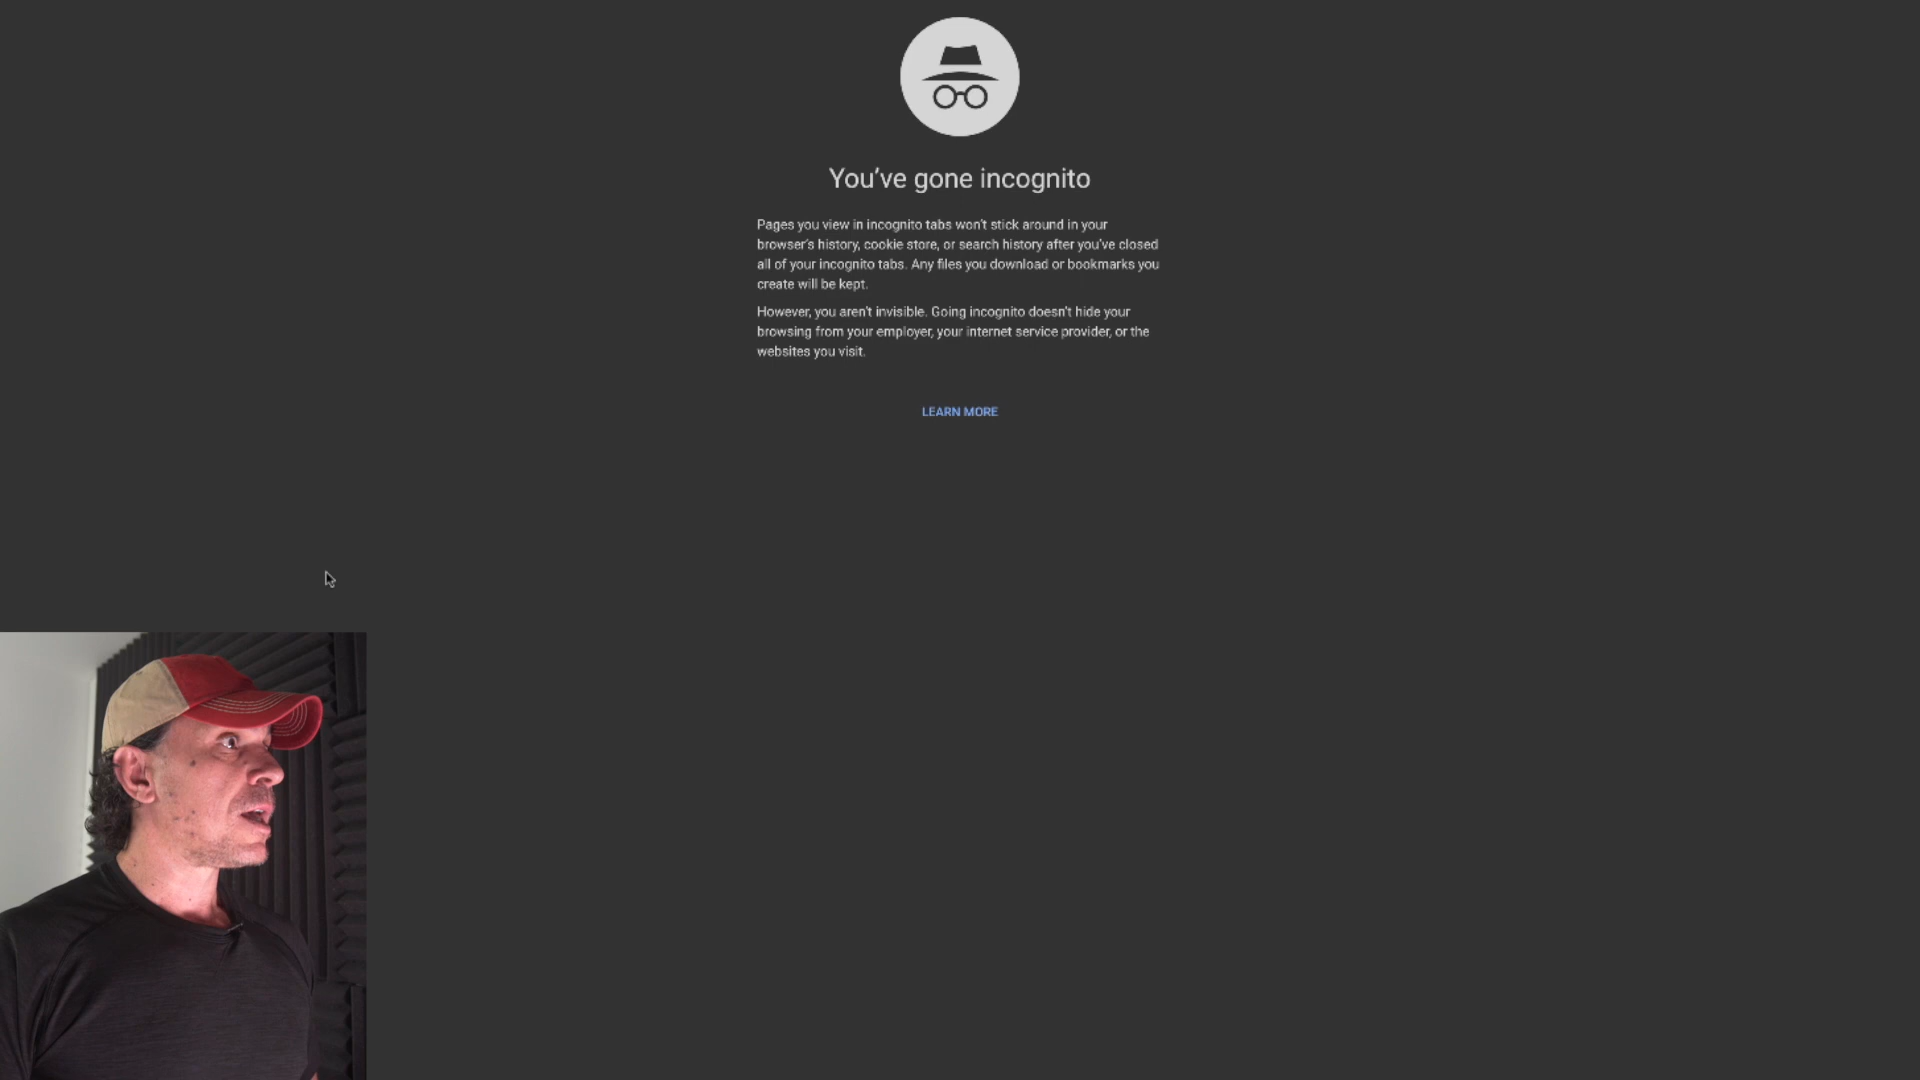 You’ve gone incognito
Pages you view in incognito tabs won’t stick around in your
browser’s history, cookie store, or search history after you’ve closed
all of your incognito tabs. Any files you download or bookmarks you
create will be kept.
However, you aren’t invisible. Going incognito doesn’t hide your
browsing from your employer, your internet service provider, or the
websites you visit.
LEARN MORE